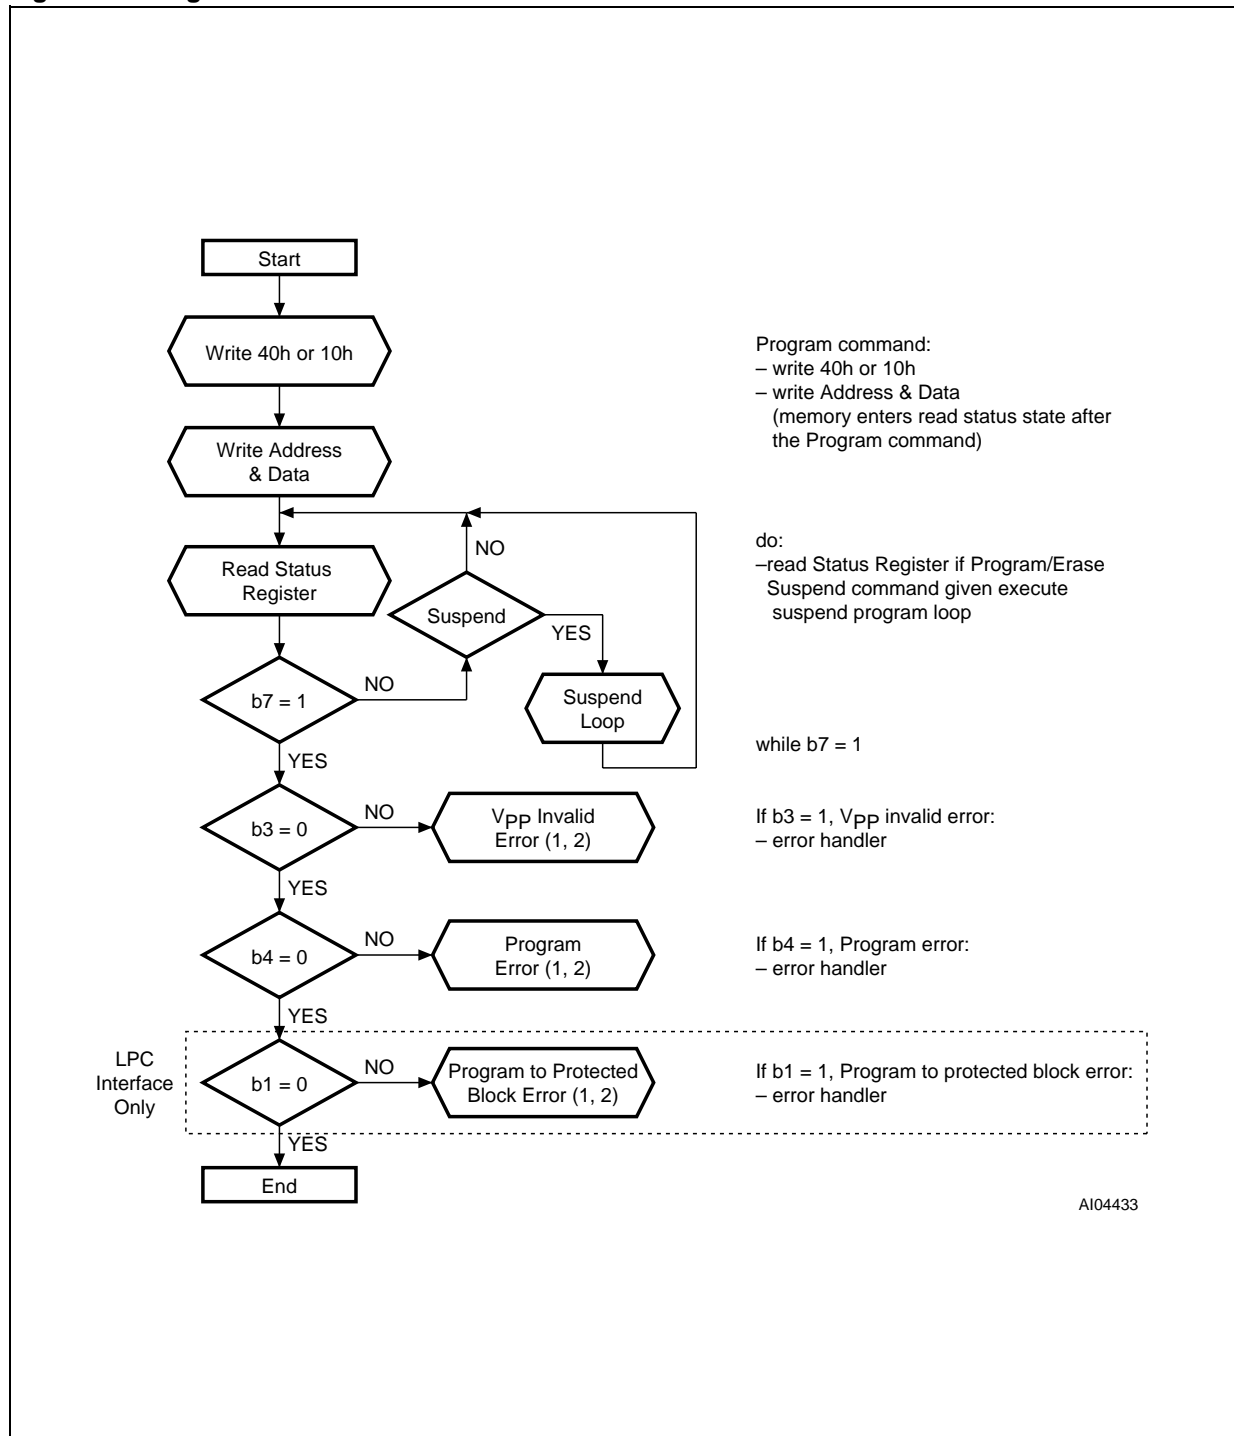 Start
Write 40h or 10h
Program command:
– write 40h or 10h
– write Address & Data
(memory enters read status state after
the Program command)
Write Address
& Data
NO
do:
–read Status Register if Program/Erase
Suspend command given execute
suspend program loop
Read Status
Register
Suspend
YES
b7 = 1
NO
Suspend
Loop
YES
while b7 = 1
b3 = 0
NO
VPP Invalid
Error (1, 2)
If b3 = 1, VPP invalid error:
– error handler
YES
b4 = 0
NO
Program
Error (1, 2)
If b4 = 1, Program error:
– error handler
YES
LPC
Interface
Only
b1 = 0
NO
Program to Protected
Block Error (1, 2)
If b1 = 1, Program to protected block error:
– error handler
YES
End
AI04433